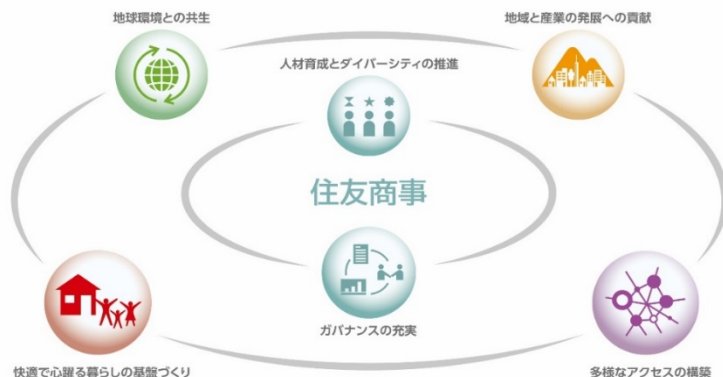 地球環境との共生
地域と産業の発展への貢献
人材育成とダイバーシティの推進
住友商事
ガバナンスの充実
快適で心躍る暮らしの基盤づくり
多様なアクセスの構築